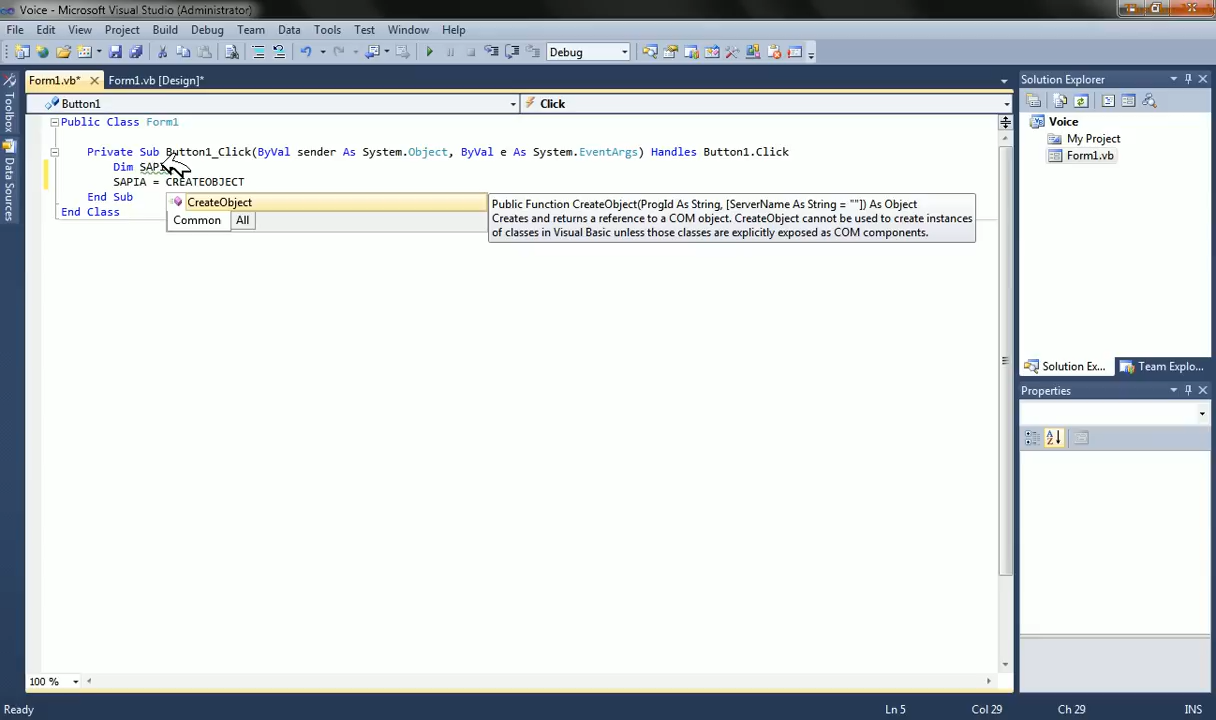 Voice - Microsoft Visual Studio (Administrator)
File Edit View Project Build Debug Team Data Tools Test Window Help
Debug
Form1.vb* Form1.vb [Design]*
Button1 Click
Toolbox
Data Sources
Public Class Form1
Private Sub Button1_Click(ByVal sender As System.Object, ByVal e As System.EventArgs) Handles Button1.Click
Dim SAPI
SAPIA = CREATEOBJECT
End Sub
End Class
CreateObject
Common All
Public Function CreateObject(ProgId As String, [ServerName As String = ""]) As Object
Creates and returns a reference to a COM object. CreateObject cannot be used to create instances
of classes in Visual Basic unless those classes are explicitly exposed as COM components.
Solution Explorer
Voice
My Project
Form1.vb
Solution Ex... Team Explo...
Properties
100 %
Ready Ln 5 Col 29 Ch 29 INS